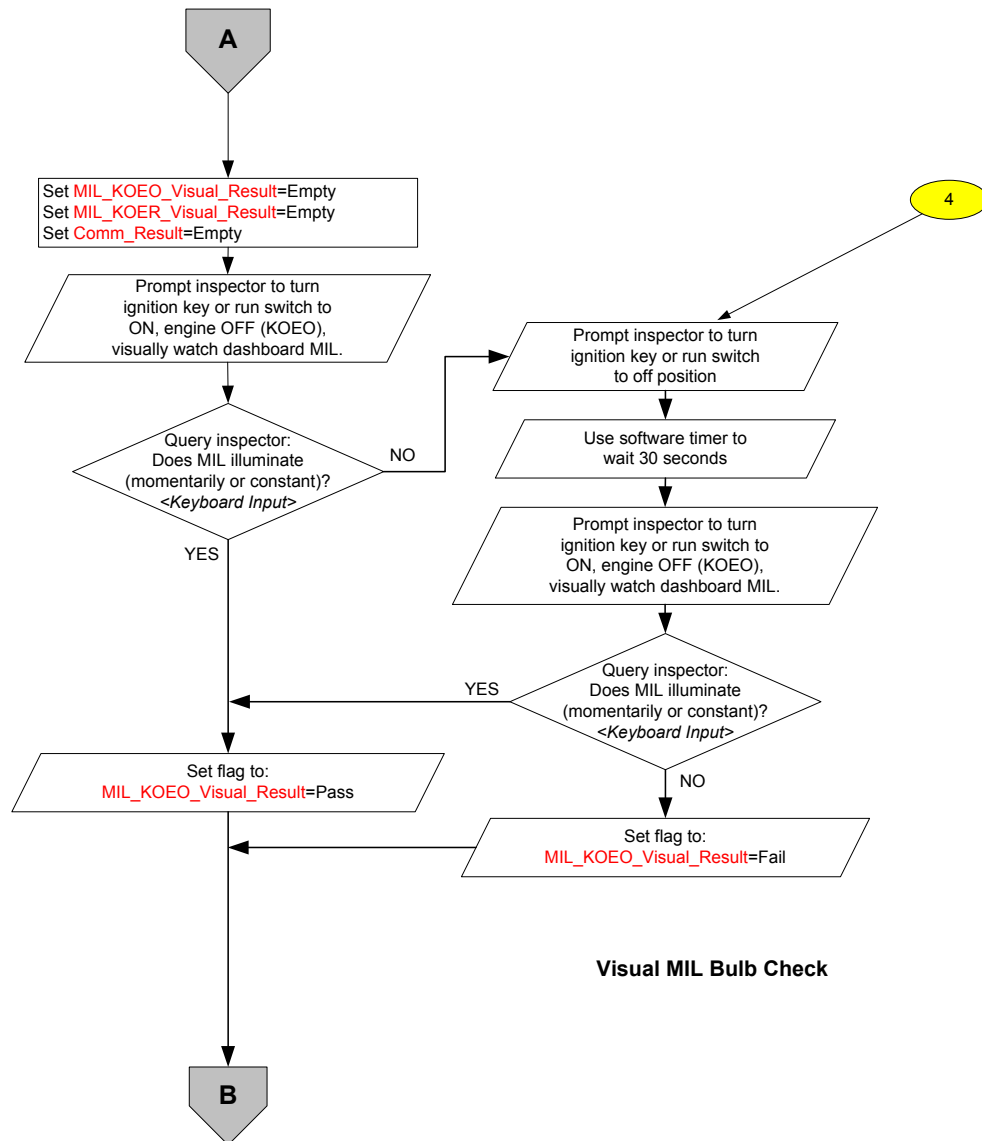 A
Set MIL_KOEO_Visual_Result=Empty
Set MIL_KOER_Visual_Result=Empty
Set Comm_Result=Empty
4
Prompt inspector to turn
ignition key or run switch to
ON, engine OFF (KOEO),
visually watch dashboard MIL.
Prompt inspector to turn
ignition key or run switch
to off position
Query inspector:
Does MIL illuminate
(momentarily or constant)?
<Keyboard Input>
NO
YES
Use software timer to
wait 30 seconds
Prompt inspector to turn
ignition key or run switch to
ON, engine OFF (KOEO),
visually watch dashboard MIL.
Query inspector:
Does MIL illuminate
(momentarily or constant)?
<Keyboard Input>
YES
NO
Set flag to:
MIL_KOEO_Visual_Result=Pass
Set flag to:
MIL_KOEO_Visual_Result=Fail
Visual MIL Bulb Check
B